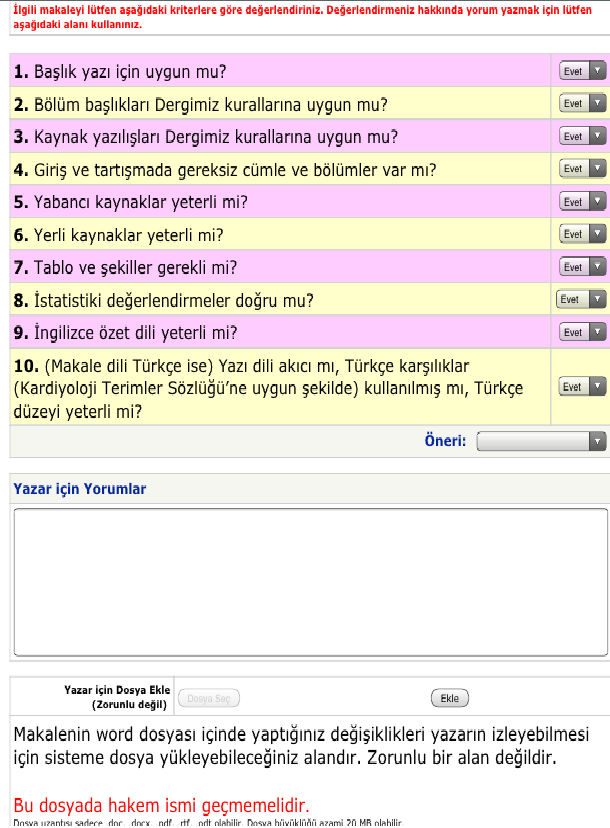 İlgili makaleyi lütfen aşağıdaki kriterlere göre değerlendiriniz. Değerlendirmeniz hakkında yorum yazmak için lütfen
aşağıdaki alanı kullanınız.
1. Başlık yazı için uygun mu? Evet
2. Bölüm başlıkları Dergimiz kurallarına uygun mu? Evet
3. Kaynak yazılışları Dergimiz kurallarına uygun mu? Evet
4. Giriş ve tartışmada gereksiz cümle ve bölümler var mı? Evet
5. Yabancı kaynaklar yeterli mi? Evet
6. Yerli kaynaklar yeterli mi? Evet
7. Tablo ve şekiller gerekli mi? Evet
8. İstatistiki değerlendirmeler doğru mu? Evet
9. İngilizce özet dili yeterli mi? Evet
10. (Makale dili Türkçe ise) Yazı dili akıcı mı, Türkçe karşılıklar
(Kardiyoloji Terimler Sözlüğü’ne uygun şekilde) kullanılmış mı, Türkçe Evet
düzeyi yeterli mi?
Öneri:
Yazar için Yorumlar
Yazar için Dosya Ekle Dosya Seç Ekle
(Zorunlu değil)
Makalenin word dosyası içinde yaptığınız değişiklikleri yazarın izleyebilmesi
için sisteme dosya yükleyebileceğiniz alandır. Zorunlu bir alan değildir.
Bu dosyada hakem ismi geçmemelidir.
Dosya uzantısı sadece .doc, .docx, .pdf, .rtf, .odt olabilir. Dosya büyüklüğü azami 20 MB olabilir.